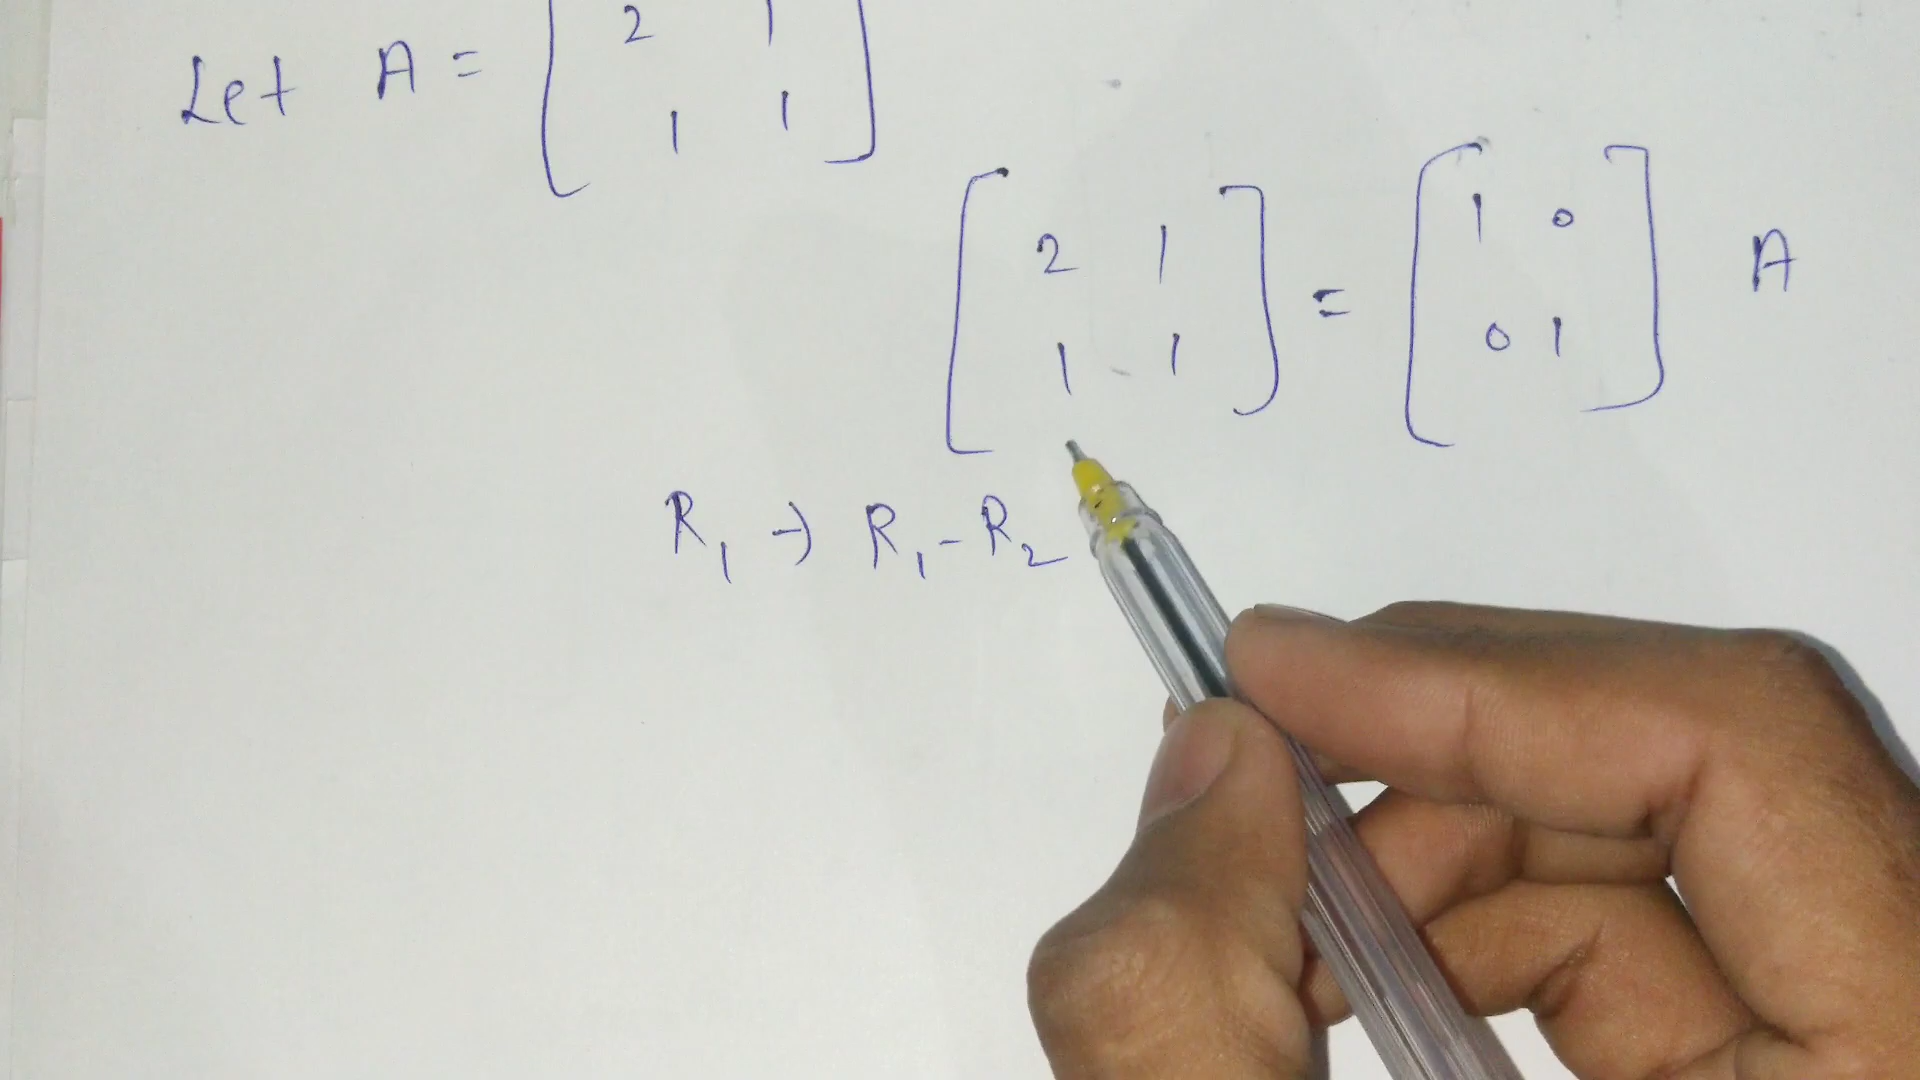 Let A = [ 2 1
1 1 ]
[ 2 1
1 1 ] = [ 1 0
0 1 ] A
R₁ → R₁ - R₂